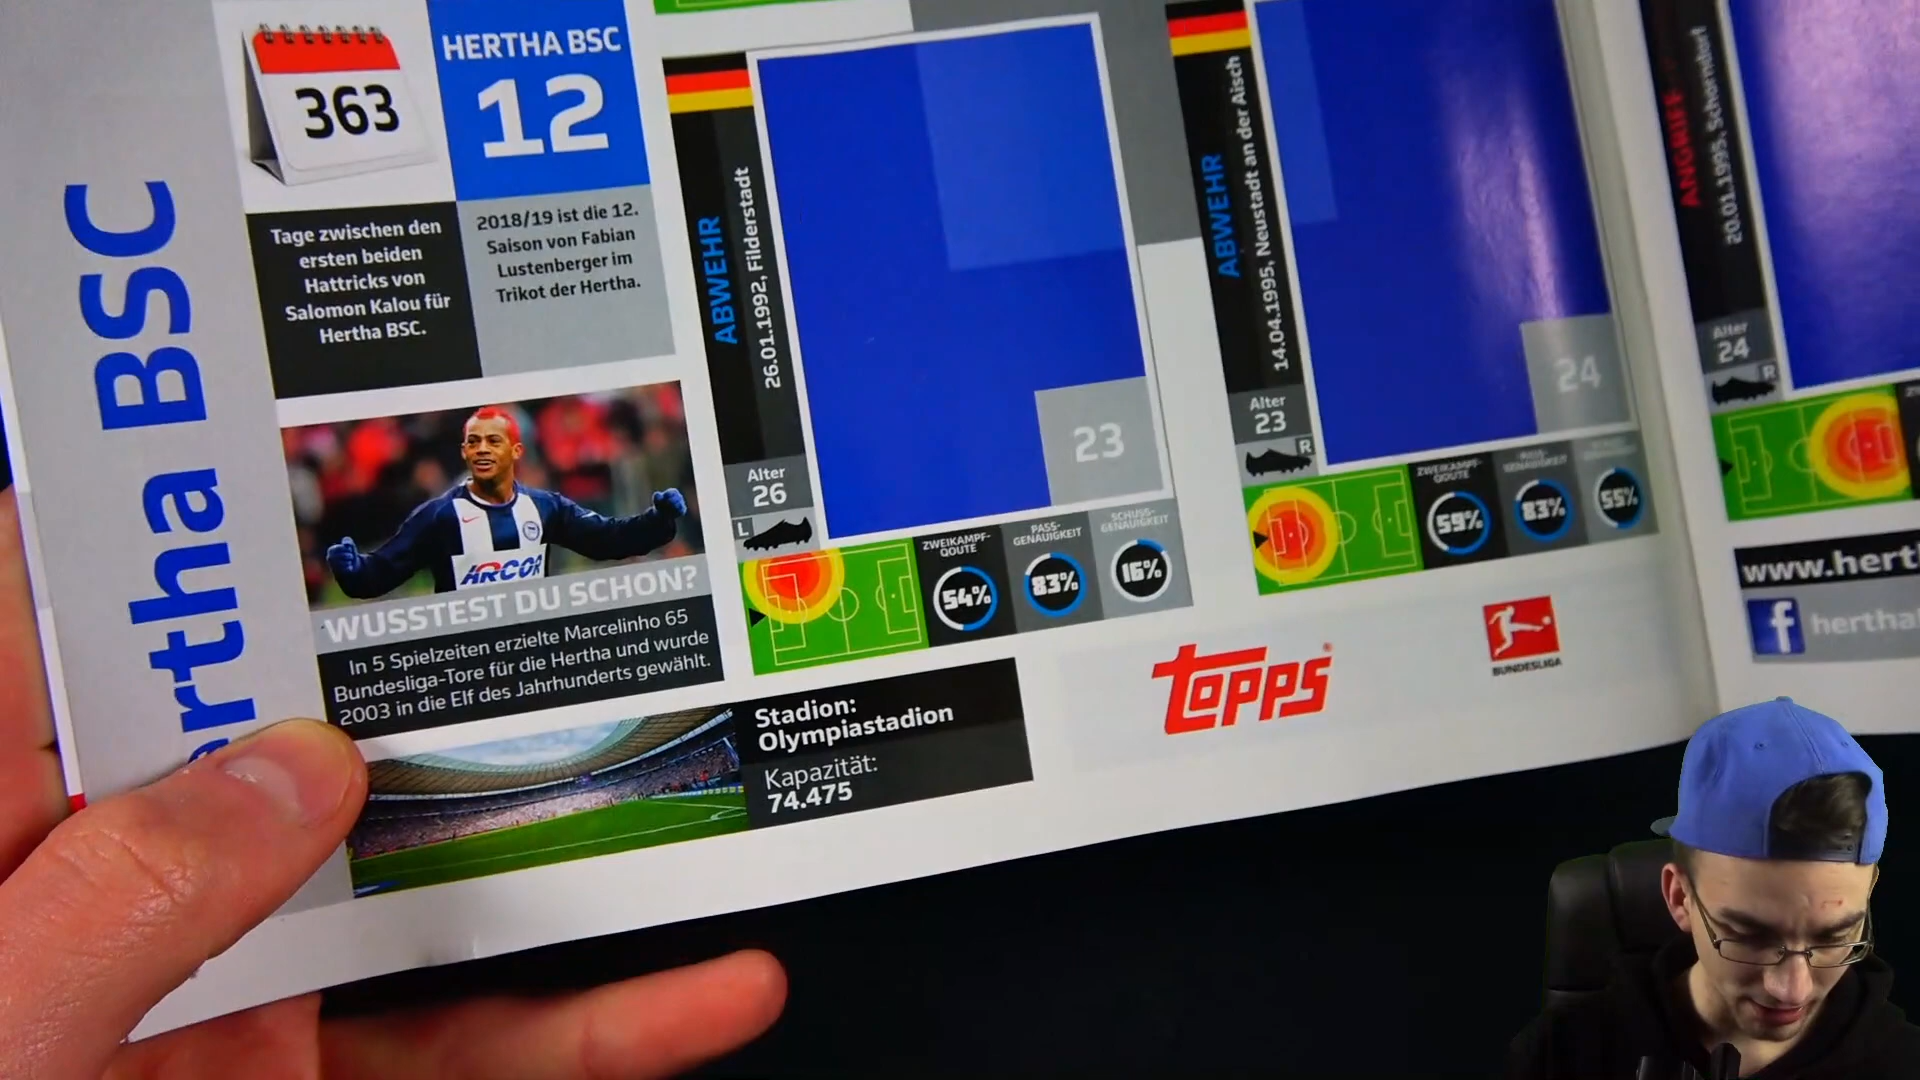 Hertha BSC
363
Tage zwischen den
ersten beiden
Hattricks von
Salomon Kalou für
Hertha BSC.
HERTHA BSC
12
2018/19 ist die 12.
Saison von Fabian
Lustenberger im
Trikot der Hertha.
ARCOR
WUSSTEST DU SCHON?
In 5 Spielzeiten erzielte Marcelinho 65
Bundesliga-Tore für die Hertha und wurde
2003 in die Elf des Jahrhunderts gewählt.
Stadion:
Olympiastadion
Kapazität:
74.475
ABWEHR
26.01.1992, Filderstadt
Alter
26
L
23
ZWEIKAMPF-
QOUTE
54%
PASS-
GENAUIGKEIT
83%
SCHUSS-
GENAUIGKEIT
16%
ABWEHR
14.04.1995, Neustadt an der Aisch
Alter
23
R
24
ZWEIKAMPF-
QOUTE
59%
PASS-
GENAUIGKEIT
83%
55%
TOPPS
BUNDESLIGA
ANGRIFF
20.01.1995, Schorndorf
Alter
24
R
www.hert
f
hertha